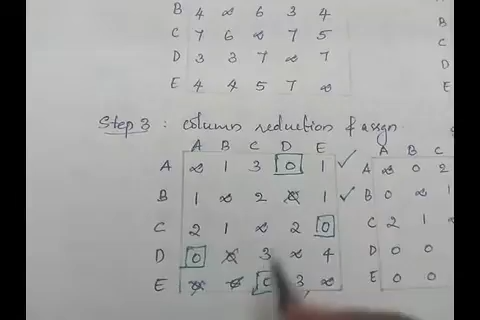 B 4 ∞ 6 3 4
C 7 6 ∞ 7 5
D 3 3 7 ∞ 7
E 4 4 5 7 ∞
Step 3 : column reduction & assign.
A B C D E
A ∞ 1 3 0 1 ✓
B 1 ∞ 2 0 1 ✓
C 2 1 ∞ 2 0
D 0 0 3 ∞ 4
E 0 0 0 3 ∞
A B C
A ∞ 0 2
B 0 ∞ 1
C 2 1 ∞
D 0 0
E 0 0